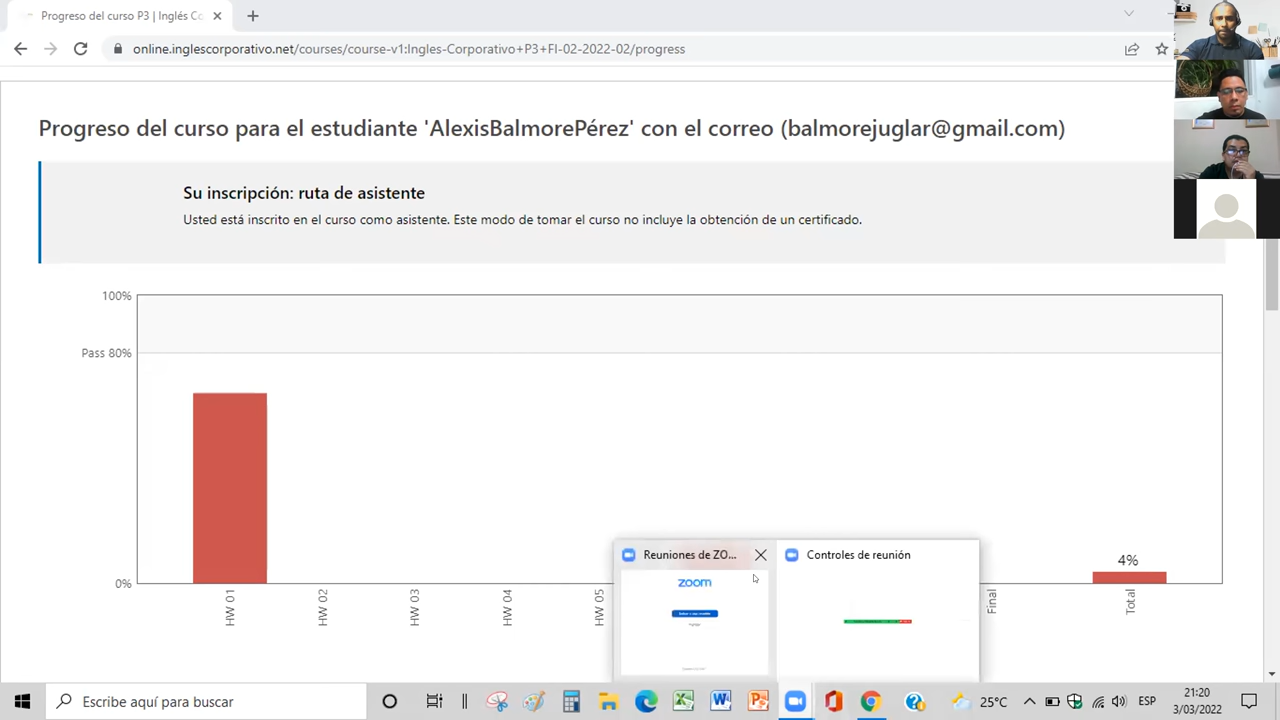 Progreso del curso P3 | Inglés Co
online.inglescorporativo.net/courses/course-v1:Ingles-Corporativo+P3+FI-02-2022-02/progress
Progreso del curso para el estudiante 'AlexisBalmorePérez' con el correo (balmorejuglar@gmail.com)
Su inscripción: ruta de asistente
Usted está inscrito en el curso como asistente. Este modo de tomar el curso no incluye la obtención de un certificado.
100%
Pass 80%
0%
4%
HW 01
HW 02
HW 03
HW 04
HW 05
Final
Total
Reuniones de ZO...
Controles de reunión
zoom
Escribe aquí para buscar
25°C
ESP
21:20
3/03/2022